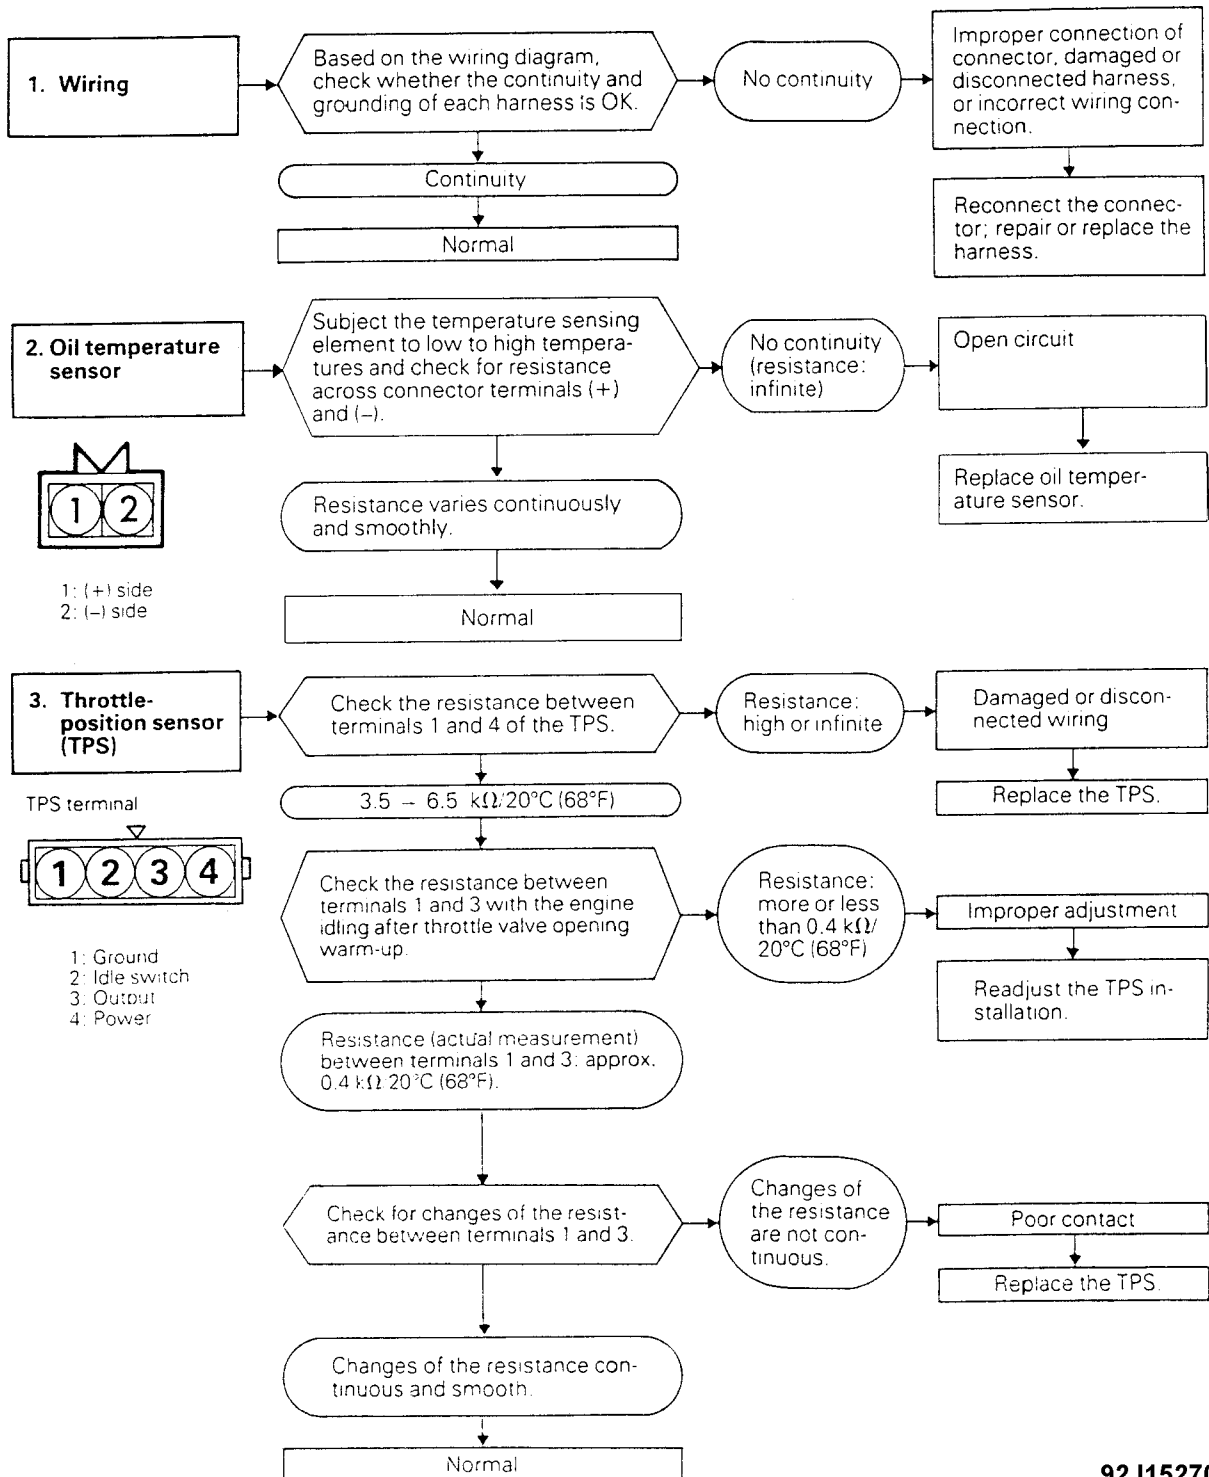 1. Wiring
Based on the wiring diagram,
check whether the continuity and
grounding of each harness is OK.
No continuity
Improper connection of
connector, damaged or
disconnected harness,
or incorrect wiring con-
nection.
Continuity
Normal
Reconnect the connec-
tor; repair or replace the
harness.
2. Oil temperature
sensor
Subject the temperature sensing
element to low to high tempera-
tures and check for resistance
across connector terminals (+)
and (–).
No continuity
(resistance:
infinite)
Open circuit
Replace oil temper-
ature sensor.
1 2
1: (+) side
2: (–) side
Resistance varies continuously
and smoothly.
Normal
3. Throttle-
position sensor
(TPS)
Check the resistance between
terminals 1 and 4 of the TPS.
Resistance:
high or infinite
Damaged or discon-
nected wiring
Replace the TPS.
TPS terminal
1 2 3 4
1: Ground
2: Idle switch
3: Output
4: Power
3.5 – 6.5 kΩ/20°C (68°F)
Check the resistance between
terminals 1 and 3 with the engine
idling after throttle valve opening
warm-up.
Resistance:
more or less
than 0.4 kΩ/
20°C (68°F)
Improper adjustment
Readjust the TPS in-
stallation.
Resistance (actual measurement)
between terminals 1 and 3: approx.
0.4 kΩ/20°C (68°F).
Check for changes of the resist-
ance between terminals 1 and 3.
Changes of
the resistance
are not con-
tinuous.
Poor contact
Replace the TPS.
Changes of the resistance con-
tinuous and smooth.
Normal